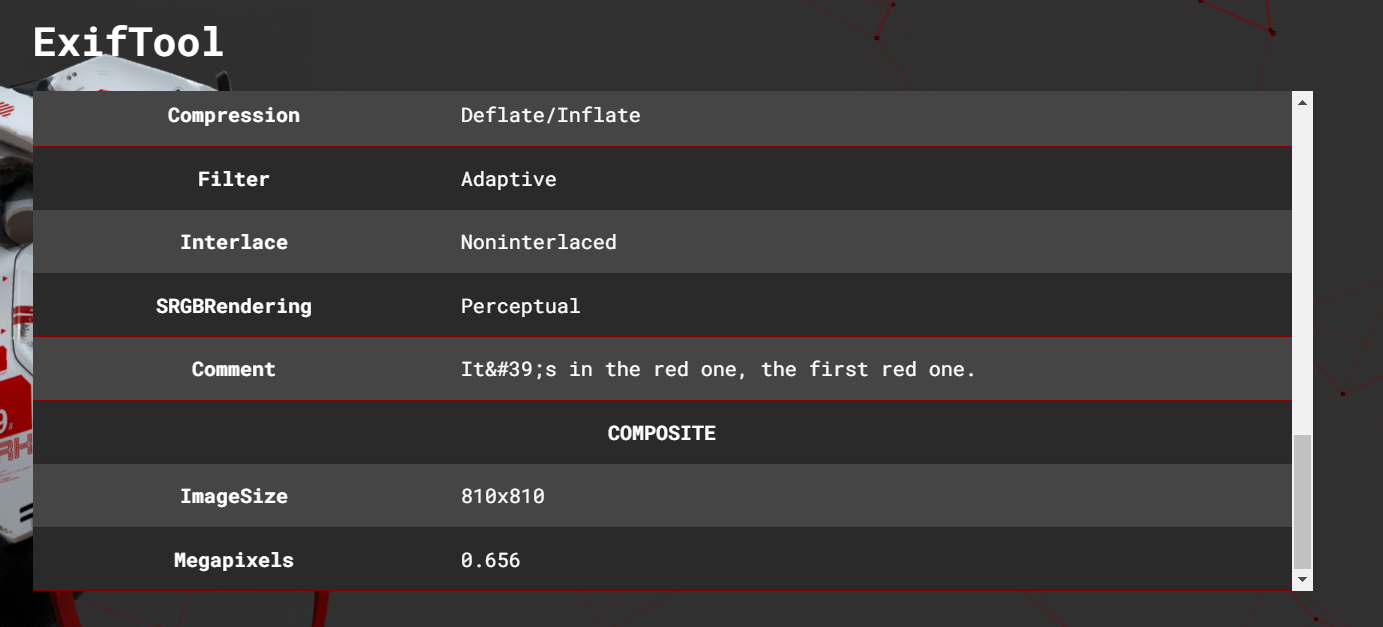 ExifTool
Compression Deflate/Inflate
Filter Adaptive
Interlace Noninterlaced
SRGBRendering Perceptual
Comment It&#39;s in the red one, the first red one.
COMPOSITE
ImageSize 810x810
Megapixels 0.656